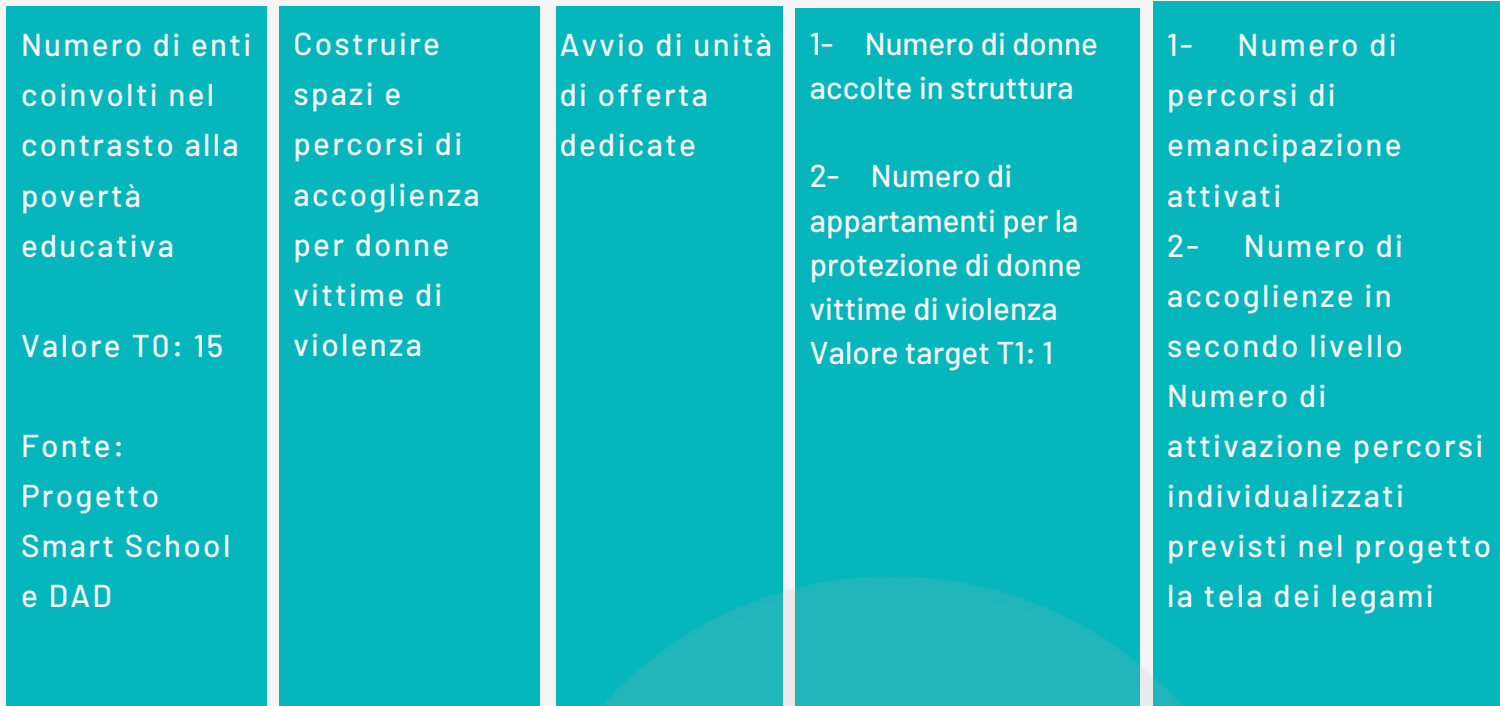 Numero di enti
coinvolti nel
contrasto alla
povertà
educativa
Valore T0: 15
Fonte:
Progetto
Smart School
e DAD
Costruire
spazi e
percorsi di
accoglienza
per donne
vittime di
violenza
Avvio di unità
di offerta
dedicate
1- Numero di donne
accolte in struttura
2- Numero di
appartamenti per la
protezione di donne
vittime di violenza
Valore target T1: 1
1- Numero di
percorsi di
emancipazione
attivati
2- Numero di
accoglienze in
secondo livello
Numero di
attivazione percorsi
individualizzati
previsti nel progetto
la tela dei legami